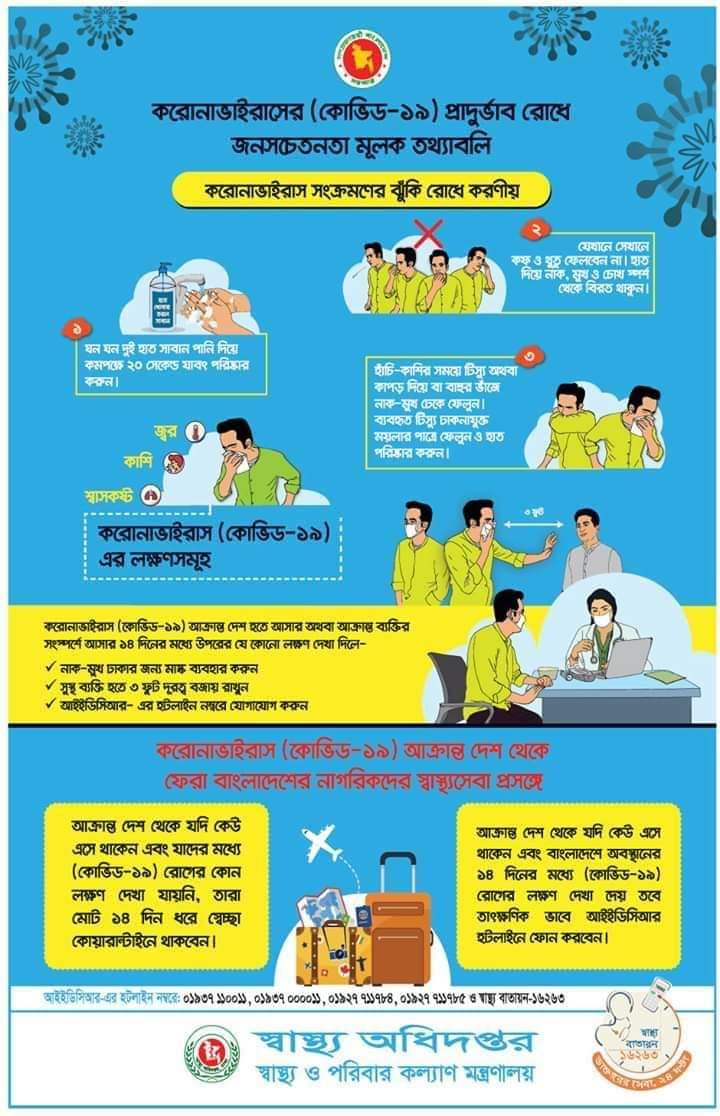 করোনাভাইরাসের (কোভিড-১৯) প্রাদুর্ভাব রোধে
জনসচেতনতা মূলক তথ্যাবলি
করোনাভাইরাস সংক্রমণের ঝুঁকি রোধে করণীয়
১
ঘন ঘন দুই হাত সাবান পানি দিয়ে
কমপক্ষে ২০ সেকেন্ড যাবৎ পরিষ্কার
করুন।
২
যেখানে সেখানে
কফ ও থুতু ফেলবেন না। হাত
দিয়ে নাক, মুখ ও চোখ স্পর্শ
থেকে বিরত থাকুন।
৩
হাঁচি-কাশির সময়ে টিস্যু অথবা
কাপড় দিয়ে বা বাহুর ভাঁজে
নাক-মুখ ঢেকে ফেলুন।
ব্যবহৃত টিস্যু ঢাকনাযুক্ত
ময়লার পাত্রে ফেলুন ও হাত
পরিষ্কার করুন।
জ্বর
কাশি
শ্বাসকষ্ট
করোনাভাইরাস (কোভিড-১৯)
এর লক্ষণসমূহ
৩ ফুট
করোনাভাইরাস (কোভিড-১৯) আক্রান্ত দেশ হতে আসার অথবা আক্রান্ত ব্যক্তির
সংস্পর্শে আসার ১৪ দিনের মধ্যে উপরের যে কোনো লক্ষণ দেখা দিলে-
✓ নাক-মুখ ঢাকার জন্য মাস্ক ব্যবহার করুন
✓ সুস্থ ব্যক্তি হতে ৩ ফুট দূরত্ব বজায় রাখুন
✓ আইইডিসিআর- এর হটলাইন নম্বরে যোগাযোগ করুন
করোনাভাইরাস (কোভিড-১৯) আক্রান্ত দেশ থেকে
ফেরা বাংলাদেশের নাগরিকদের স্বাস্থ্যসেবা প্রসঙ্গে
আক্রান্ত দেশ থেকে যদি কেউ
এসে থাকেন এবং যাদের মধ্যে
(কোভিড-১৯) রোগের কোন
লক্ষণ দেখা যায়নি, তারা
মোট ১৪ দিন ধরে স্বেচ্ছা
কোয়ারান্টাইনে থাকবেন।
আক্রান্ত দেশ থেকে যদি কেউ এসে
থাকেন এবং বাংলাদেশে অবস্থানের
১৪ দিনের মধ্যে (কোভিড-১৯)
রোগের লক্ষণ দেখা দেয় তবে
তাৎক্ষণিক ভাবে আইইডিসিআর
হটলাইনে ফোন করবেন।
আইইডিসিআর-এর হটলাইন নম্বরে: ০১৯৩৭ ১১০০১১, ০১৯৩৭ ০০০০১১, ০১৯২৭ ৭১১৭৮৪, ০১৯২৭ ৭১১৭৮৫ ও স্বাস্থ্য বাতায়ন-১৬২৬৩
স্বাস্থ্য অধিদপ্তর
স্বাস্থ্য ও পরিবার কল্যাণ মন্ত্রণালয়
স্বাস্থ্য
বাতায়ন
১৬২৬৩
ডাক্তারের সেবা, ২৪ ঘন্টা